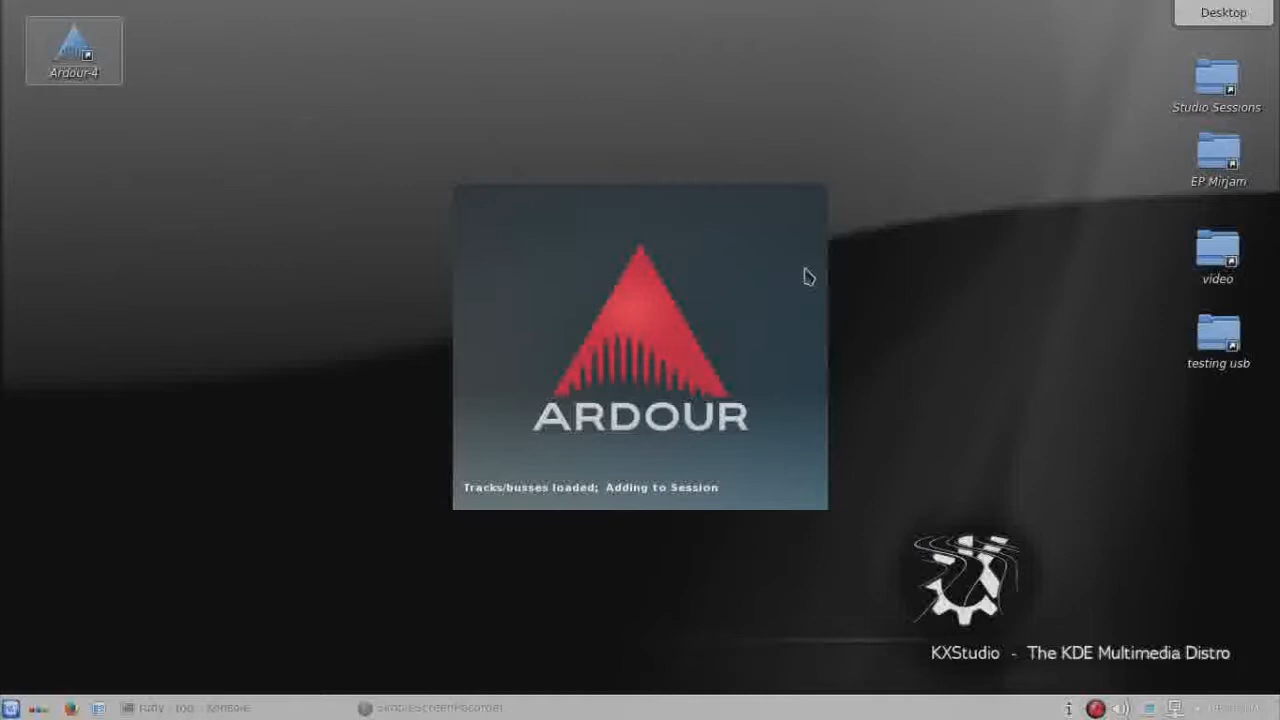 Desktop
Ardour-4
Studio Sessions
EP Mirjam
video
testing usb
ARDOUR
Tracks/busses loaded; Adding to Session
KXStudio - The KDE Multimedia Distro
SimpleScreenRecorder